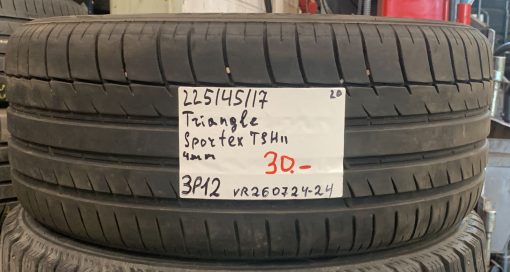 225/45/17
20
Triangle
Sportex TSH11
4mm
30.-
3P12 VR260724-24